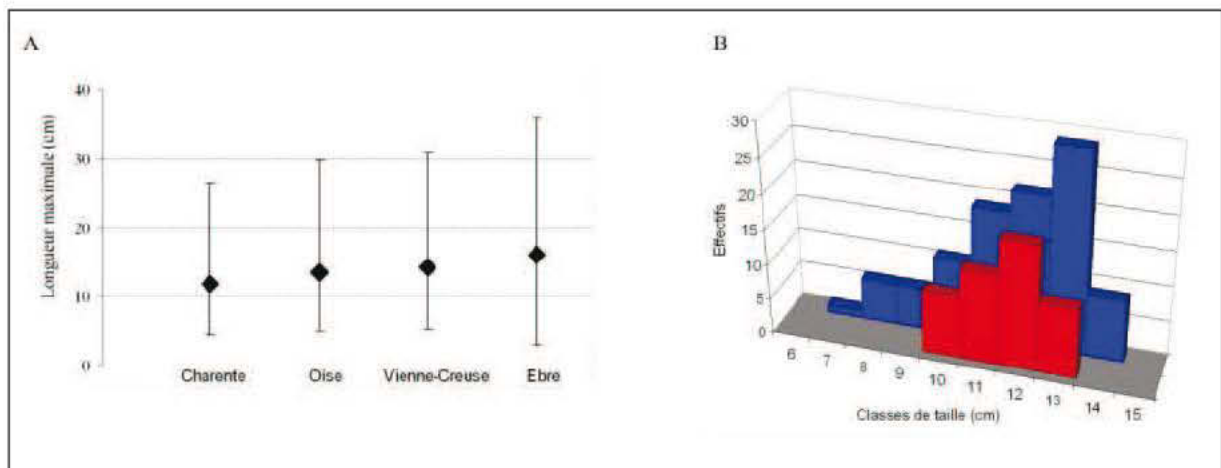 A
B
Longueur maximale (cm)
40
30
20
10
0
Charente Oise Vienne-Creuse Ebre
Effectifs
30
25
20
15
10
5
0
6 7 8 9 10 11 12 13 14 15
Classes de taille (cm)